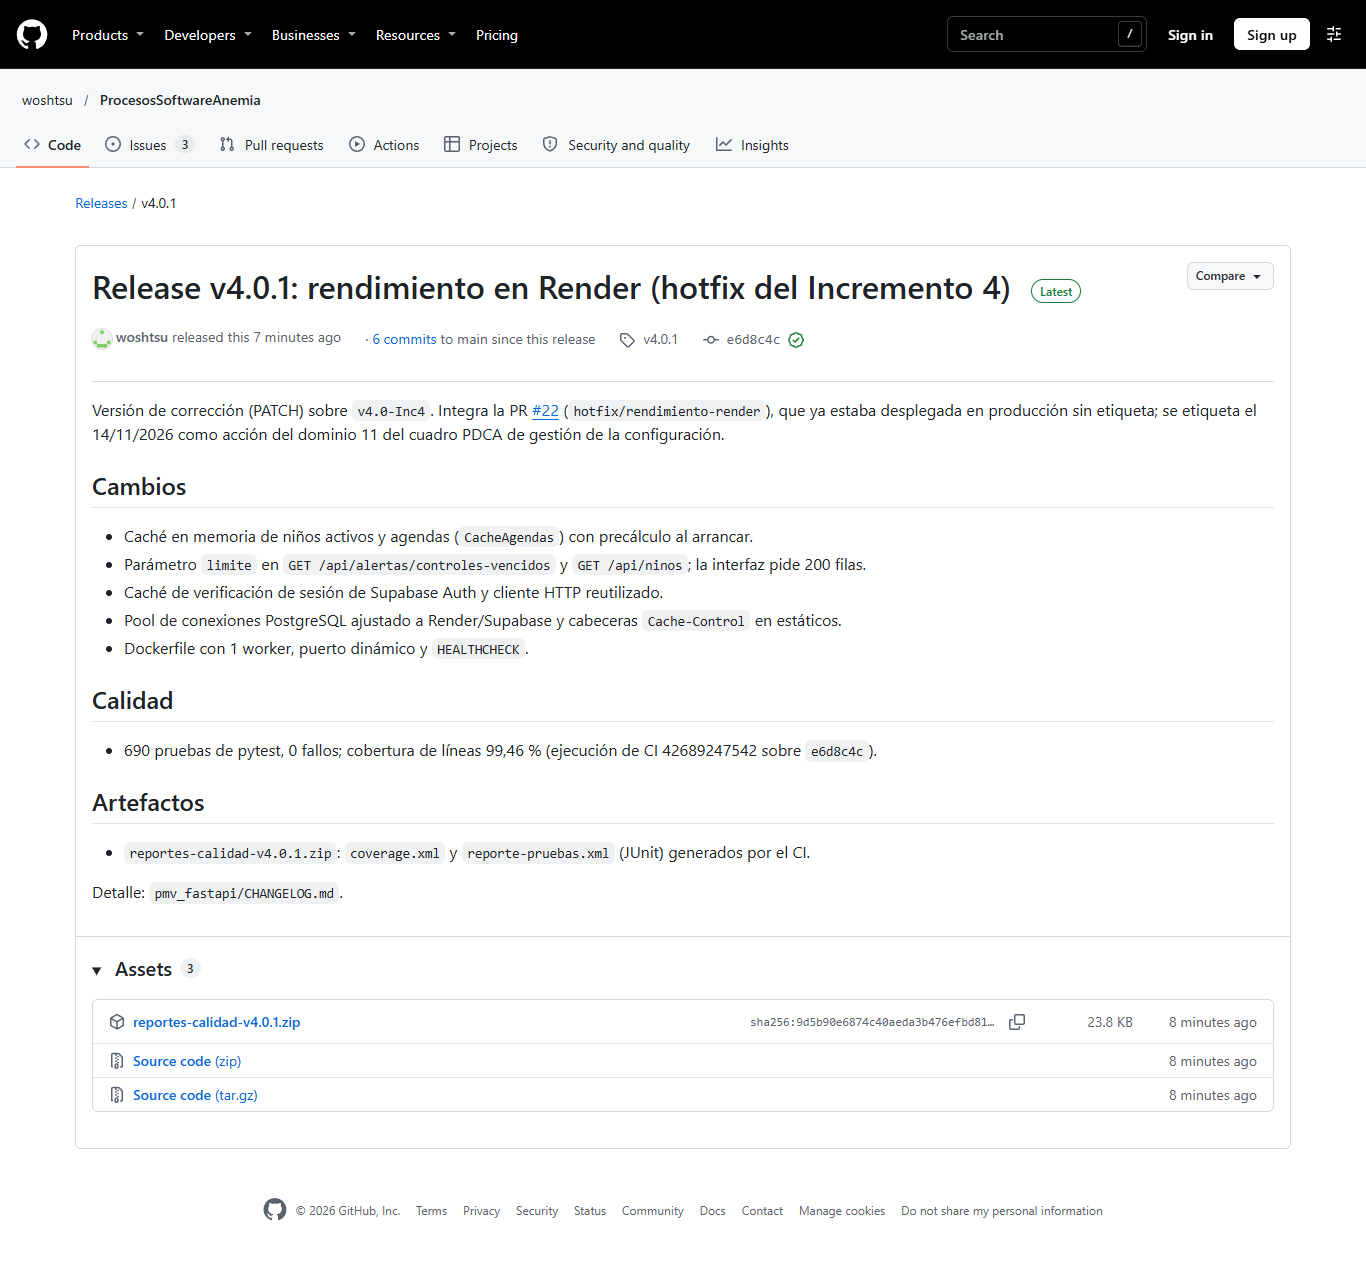 Products Developers Businesses Resources Pricing Search / Sign in Sign up
woshtsu / ProcesosSoftwareAnemia
Code Issues 3 Pull requests Actions Projects Security and quality Insights
Releases / v4.0.1
Release v4.0.1: rendimiento en Render (hotfix del Incremento 4) Latest Compare
woshtsu released this 7 minutes ago · 6 commits to main since this release v4.0.1 e6d8c4c
Versión de corrección (PATCH) sobre v4.0-Inc4. Integra la PR #22 (hotfix/rendimiento-render), que ya estaba desplegada en producción sin etiqueta; se etiqueta el
14/11/2026 como acción del dominio 11 del cuadro PDCA de gestión de la configuración.
Cambios
• Caché en memoria de niños activos y agendas (CacheAgendas) con precálculo al arrancar.
• Parámetro limite en GET /api/alertas/controles-vencidos y GET /api/ninos; la interfaz pide 200 filas.
• Caché de verificación de sesión de Supabase Auth y cliente HTTP reutilizado.
• Pool de conexiones PostgreSQL ajustado a Render/Supabase y cabeceras Cache-Control en estáticos.
• Dockerfile con 1 worker, puerto dinámico y HEALTHCHECK.
Calidad
• 690 pruebas de pytest, 0 fallos; cobertura de líneas 99,46 % (ejecución de CI 42689247542 sobre e6d8c4c).
Artefactos
• reportes-calidad-v4.0.1.zip: coverage.xml y reporte-pruebas.xml (JUnit) generados por el CI.
Detalle: pmv_fastapi/CHANGELOG.md.
Assets 3
reportes-calidad-v4.0.1.zip sha256:9d5b90e6874c40aeda3b476efbd81… 23.8 KB 8 minutes ago
Source code (zip) 8 minutes ago
Source code (tar.gz) 8 minutes ago
© 2026 GitHub, Inc. Terms Privacy Security Status Community Docs Contact Manage cookies Do not share my personal information